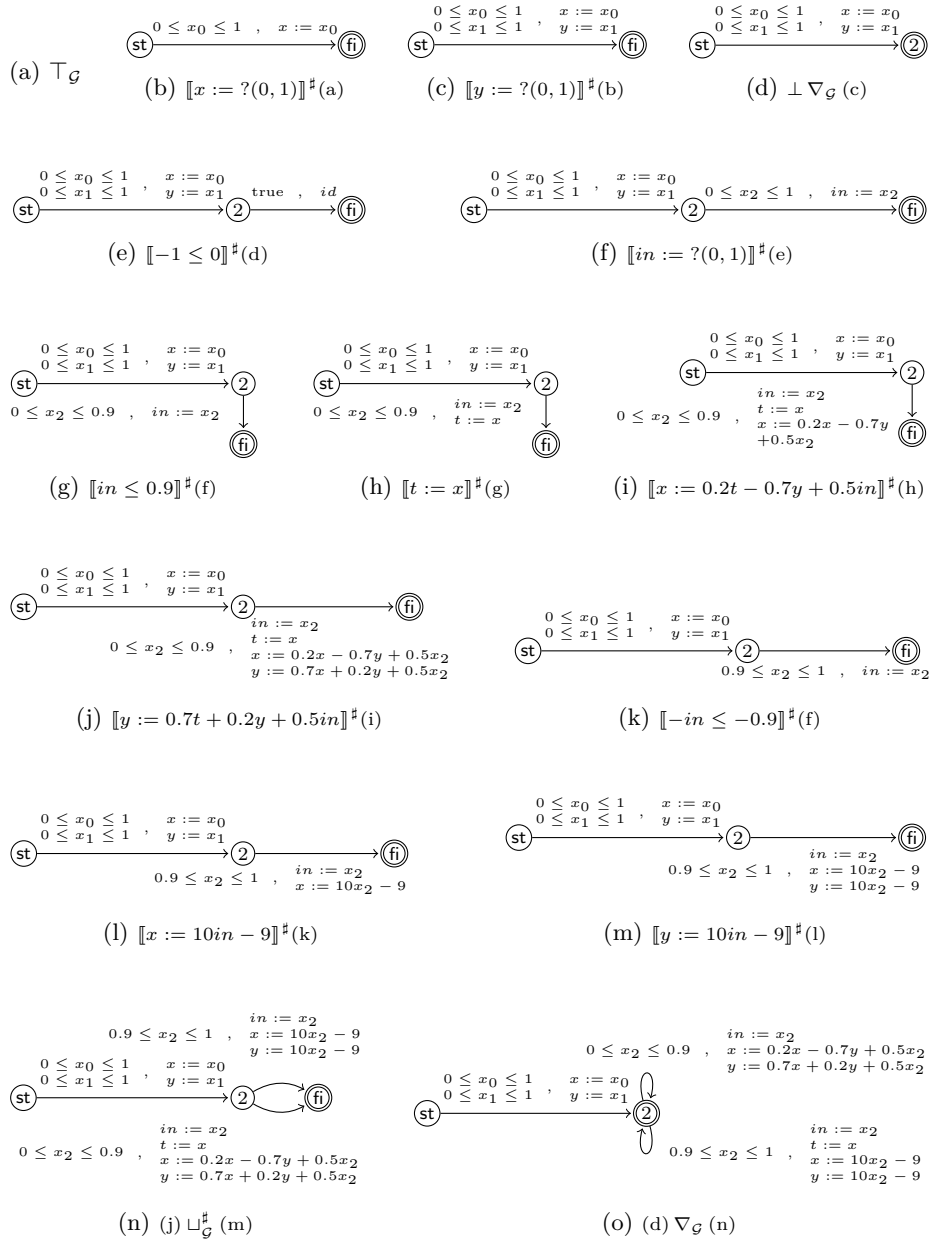 (a) ⊤_𝒢
0 ≤ x₀ ≤ 1 , x := x₀
st fi
(b) ⟦x := ?(0, 1)⟧♯(a)
0 ≤ x₀ ≤ 1 x := x₀
0 ≤ x₁ ≤ 1 , y := x₁
st fi
(c) ⟦y := ?(0, 1)⟧♯(b)
0 ≤ x₀ ≤ 1 x := x₀
0 ≤ x₁ ≤ 1 , y := x₁
st 2
(d) ⊥ ∇_𝒢 (c)
0 ≤ x₀ ≤ 1 x := x₀
0 ≤ x₁ ≤ 1 , y := x₁ true , id
st 2 fi
(e) ⟦−1 ≤ 0⟧♯(d)
0 ≤ x₀ ≤ 1 x := x₀
0 ≤ x₁ ≤ 1 , y := x₁ 0 ≤ x₂ ≤ 1 , in := x₂
st 2 fi
(f) ⟦in := ?(0, 1)⟧♯(e)
0 ≤ x₀ ≤ 1 x := x₀
0 ≤ x₁ ≤ 1 , y := x₁
st 2
0 ≤ x₂ ≤ 0.9 , in := x₂
fi
(g) ⟦in ≤ 0.9⟧♯(f)
0 ≤ x₀ ≤ 1 x := x₀
0 ≤ x₁ ≤ 1 , y := x₁
st 2
in := x₂
0 ≤ x₂ ≤ 0.9 , t := x
fi
(h) ⟦t := x⟧♯(g)
0 ≤ x₀ ≤ 1 x := x₀
0 ≤ x₁ ≤ 1 , y := x₁
st 2
in := x₂
t := x
0 ≤ x₂ ≤ 0.9 , x := 0.2x − 0.7y
+0.5x₂
fi
(i) ⟦x := 0.2t − 0.7y + 0.5in⟧♯(h)
0 ≤ x₀ ≤ 1 x := x₀
0 ≤ x₁ ≤ 1 , y := x₁
st 2 fi
in := x₂
t := x
0 ≤ x₂ ≤ 0.9 , x := 0.2x − 0.7y + 0.5x₂
y := 0.7x + 0.2y + 0.5x₂
(j) ⟦y := 0.7t + 0.2y + 0.5in⟧♯(i)
0 ≤ x₀ ≤ 1 x := x₀
0 ≤ x₁ ≤ 1 , y := x₁
st 2 fi
0.9 ≤ x₂ ≤ 1 , in := x₂
(k) ⟦−in ≤ −0.9⟧♯(f)
0 ≤ x₀ ≤ 1 x := x₀
0 ≤ x₁ ≤ 1 , y := x₁
st 2 fi
in := x₂
0.9 ≤ x₂ ≤ 1 , x := 10x₂ − 9
(l) ⟦x := 10in − 9⟧♯(k)
0 ≤ x₀ ≤ 1 x := x₀
0 ≤ x₁ ≤ 1 , y := x₁
st 2 fi
in := x₂
0.9 ≤ x₂ ≤ 1 , x := 10x₂ − 9
y := 10x₂ − 9
(m) ⟦y := 10in − 9⟧♯(l)
in := x₂
0.9 ≤ x₂ ≤ 1 , x := 10x₂ − 9
y := 10x₂ − 9
0 ≤ x₀ ≤ 1 x := x₀
0 ≤ x₁ ≤ 1 , y := x₁
st 2 fi
in := x₂
t := x
0 ≤ x₂ ≤ 0.9 , x := 0.2x − 0.7y + 0.5x₂
y := 0.7x + 0.2y + 0.5x₂
(n) (j) ⊔♯_𝒢 (m)
in := x₂
0 ≤ x₂ ≤ 0.9 , x := 0.2x − 0.7y + 0.5x₂
y := 0.7x + 0.2y + 0.5x₂
0 ≤ x₀ ≤ 1 x := x₀
0 ≤ x₁ ≤ 1 , y := x₁
st 2
in := x₂
t := x
0.9 ≤ x₂ ≤ 1 , x := 10x₂ − 9
y := 10x₂ − 9
(o) (d) ∇_𝒢 (n)